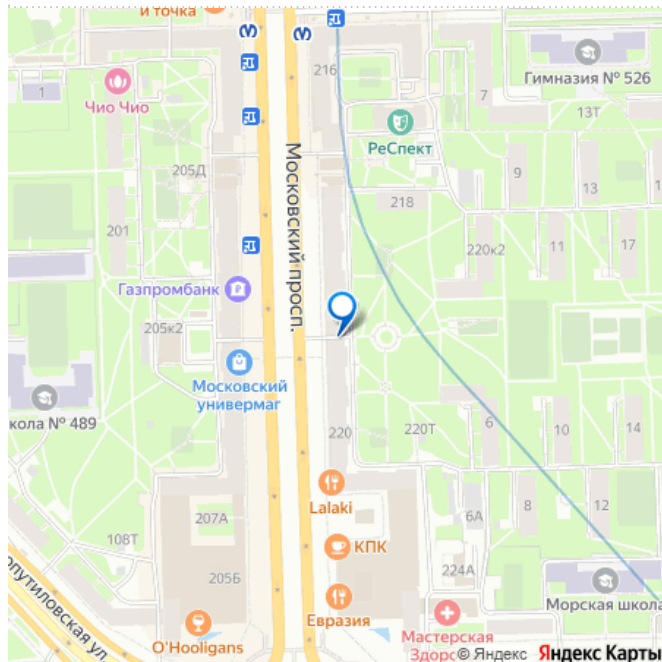 и точка
216
Гимназия № 526
1
Чио Чио
7
13Т
РеСпект
205Д
9
13
201
218
Московский просп.
220к2
11
17
Газпромбанк
205к2
Московский
универмаг
кола № 489
220
220Т
6
10
14
Lalaki
207А
6А
8
12
108Т
КПК
205Б
224А
Морская школа
Евразия
опутиловская ул.
O'Hooligans
Мастерская
Здоро
© Яндекс
Яндекс Карты